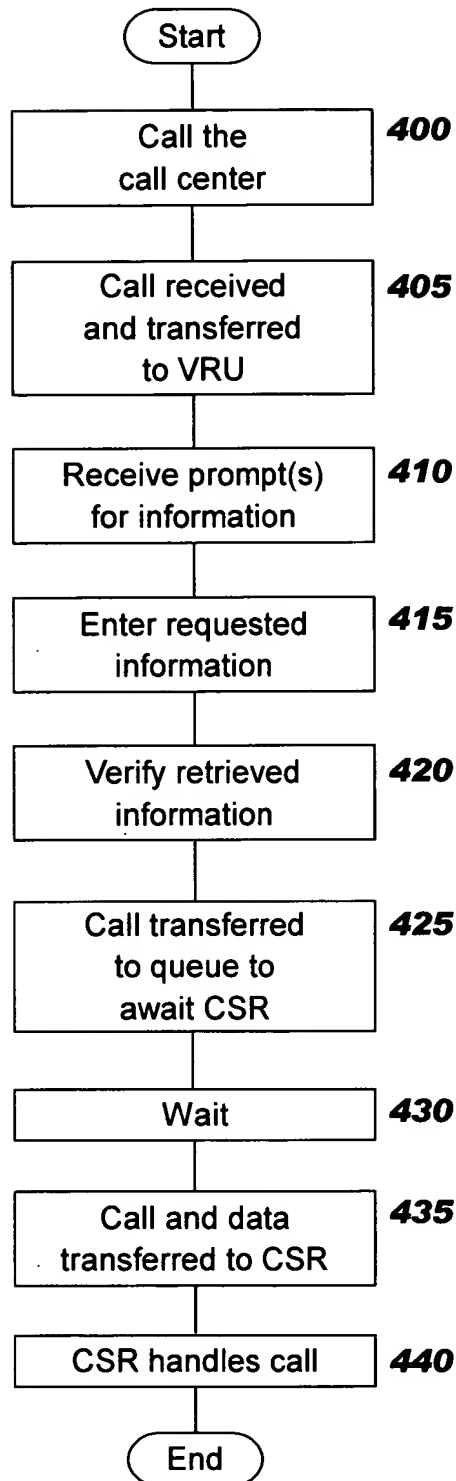 Start
Call the
call center
400
Call received
and transferred
to VRU
405
Receive prompt(s)
for information
410
Enter requested
information
415
Verify retrieved
information
420
Call transferred
to queue to
await CSR
425
Wait
430
Call and data
transferred to CSR
435
CSR handles call
440
End